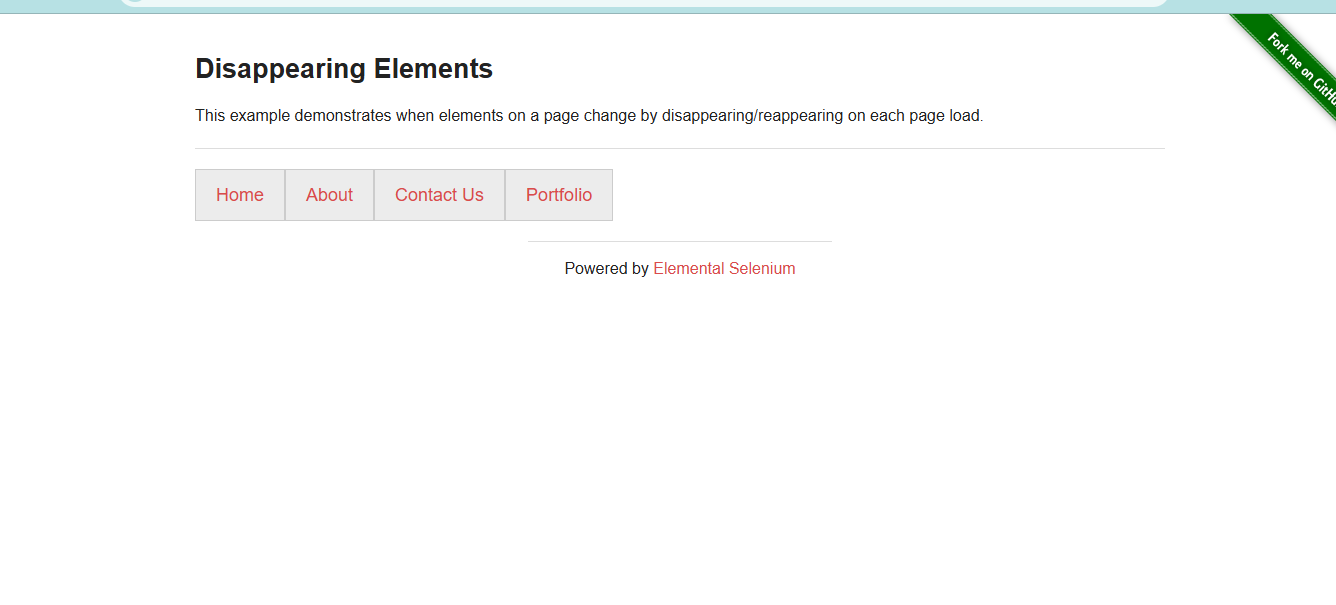 Fork me on
Disappearing Elements
This example demonstrates when elements on a page change by disappearing/reappearing on each page load.
Home About Contact Us Portfolio
Powered by Elemental Selenium